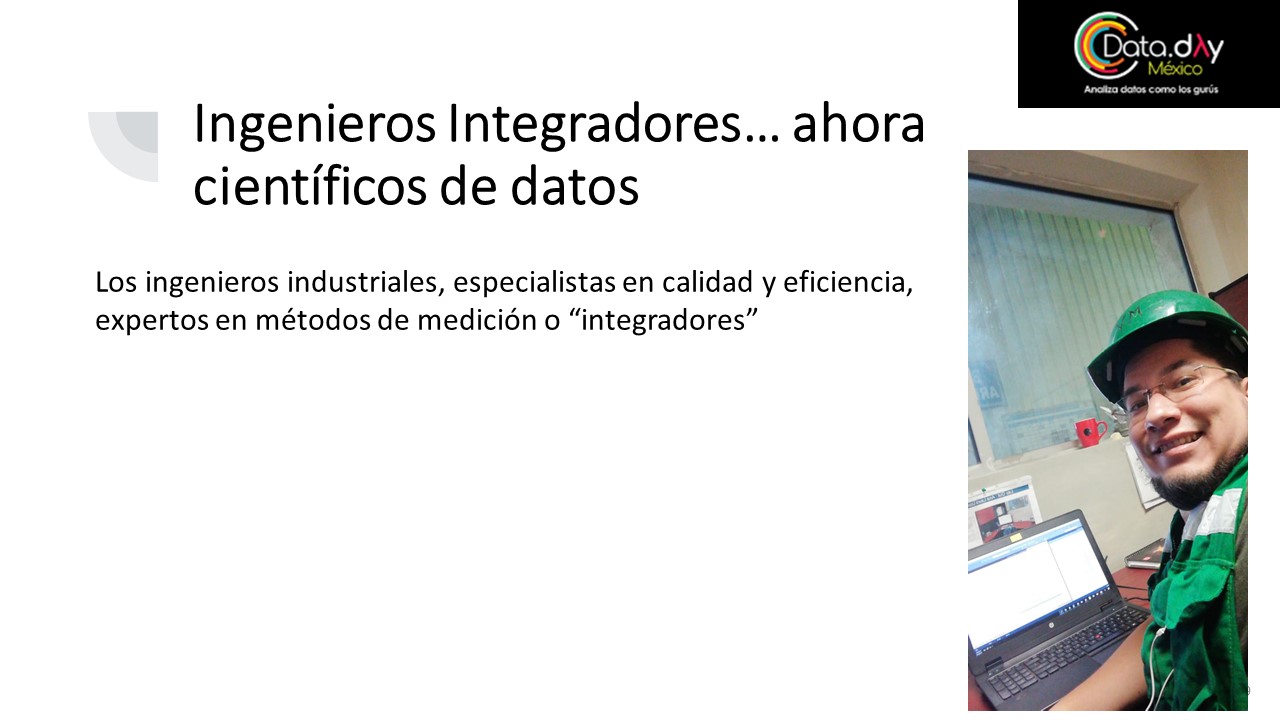 Data.dλy
México
Analiza datos como los gurús
Ingenieros Integradores... ahora
científicos de datos
Los ingenieros industriales, especialistas en calidad y eficiencia,
expertos en métodos de medición o “integradores”